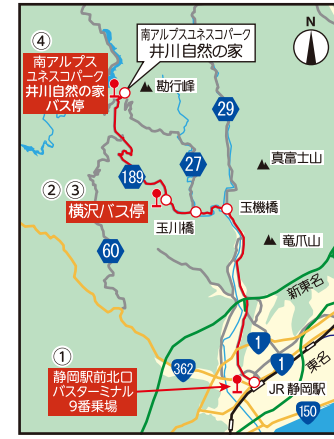 ④
南アルプス
ユネスコパーク
井川自然の家
バス停
南アルプスユネスコパーク
井川自然の家
N
勘行峰
29
27
真富士山
189
② ③
横沢バス停
玉機橋
玉川橋
竜爪山
60
新東名
①
静岡駅前北口
バスターミナル
9番乗場
362
1
1
東名
JR 静岡駅
150